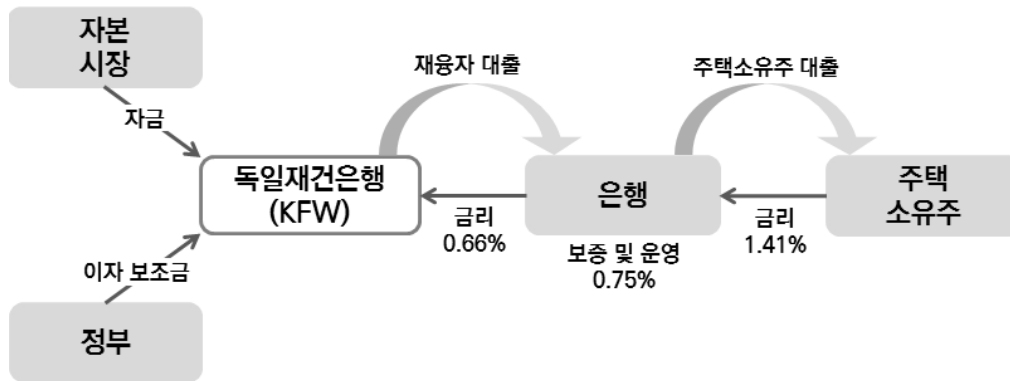 자본
시장
자금
재융자 대출
주택소유주 대출
독일재건은행
(KFW)
금리
0.66%
은행
보증 및 운영
0.75%
금리
1.41%
주택
소유주
이자 보조금
정부